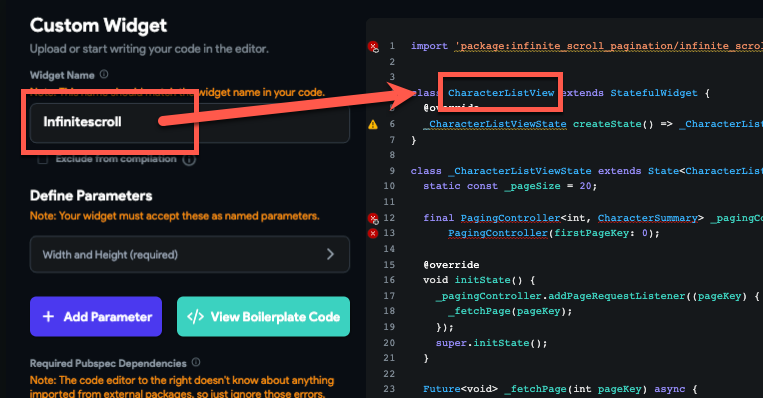 Custom Widget
Upload or start writing your code in the editor.
Widget Name
Note: This name should match the widget name in your code.
Infinitescroll
Exclude from compilation
Define Parameters
Note: Your widget must accept these as named parameters.
Width and Height (required)
+ Add Parameter
</> View Boilerplate Code
Required Pubspec Dependencies
Note: The code editor to the right doesn't know about anything
imported from external packages, so just ignore those errors.
1 import 'package:infinite_scroll_pagination/infinite_scrol
2
3
class CharacterListView extends StatefulWidget {
@override
6 _CharacterListViewState createState() => _CharacterList
7 }
8
9 class _CharacterListViewState extends State<CharacterList
10 static const _pageSize = 20;
11
12 final PagingController<int, CharacterSummary> _pagingCo
13 PagingController(firstPageKey: 0);
14
15 @override
16 void initState() {
17 _pagingController.addPageRequestListener((pageKey) {
18 _fetchPage(pageKey);
19 });
20 super.initState();
21 }
22
23 Future<void> _fetchPage(int pageKey) async {